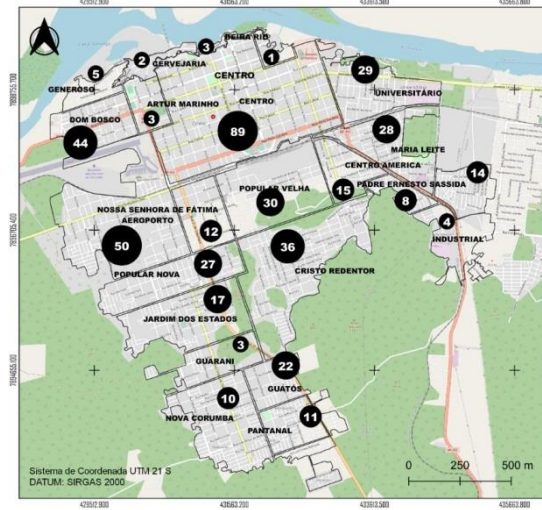 BEIRA RIO
3
2
CERVEJARIA
1
5
CENTRO
29
GENEROSO
ARTUR MARINHO
CENTRO
UNIVERSITÁRIO
DOM BOSCO
3
89
28
44
MARIA LEITE
CENTRO AMERICA
14
POPULAR VELHA
PADRE ERNESTO SASSIDA
15
30
8
NOSSA SENHORA DE FÁTIMA
AEROPORTO
12
4
50
36
INDUSTRIAL
27
POPULAR NOVA
CRISTO REDENTOR
17
JARDIM DOS ESTADOS
3
GUARANI
22
GUATÓS
10
NOVA CORUMBA
11
PANTANAL
Sistema de Coordenada UTM 21 S
DATUM: SIRGAS 2000
0 250 500 m